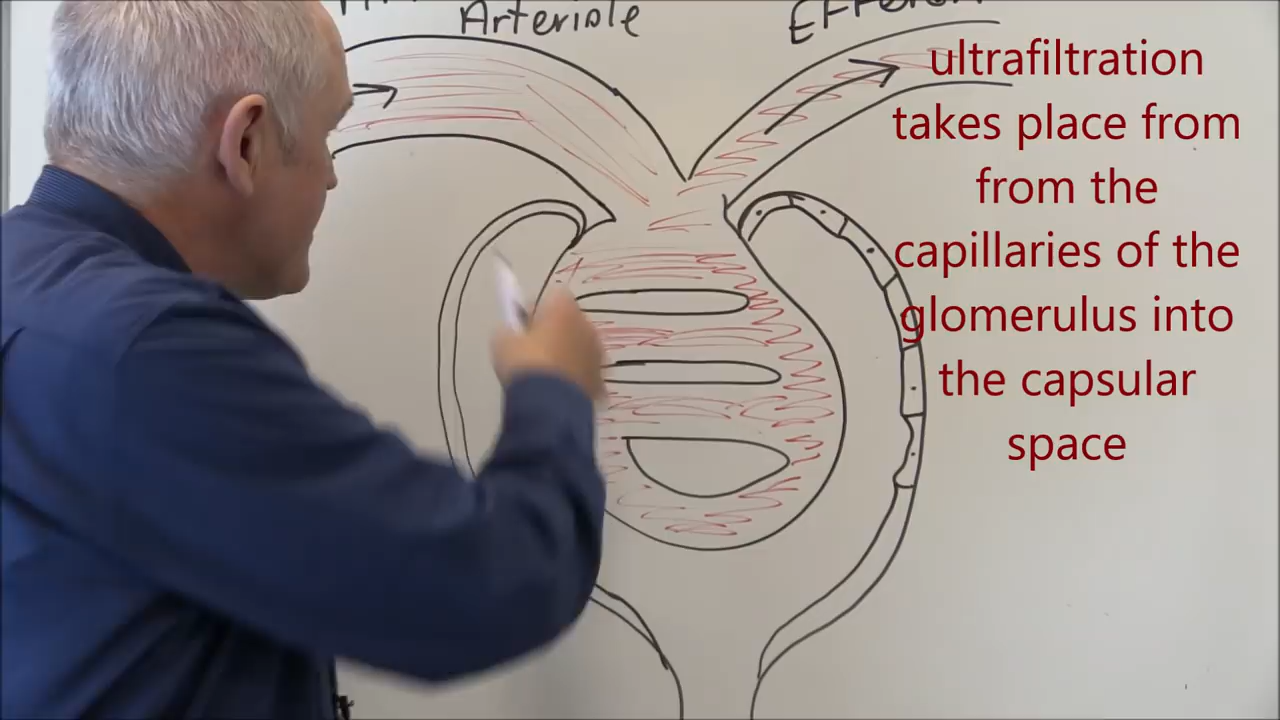 Arteriole
ultrafiltration
takes place from
from the
capillaries of the
glomerulus into
the capsular
space